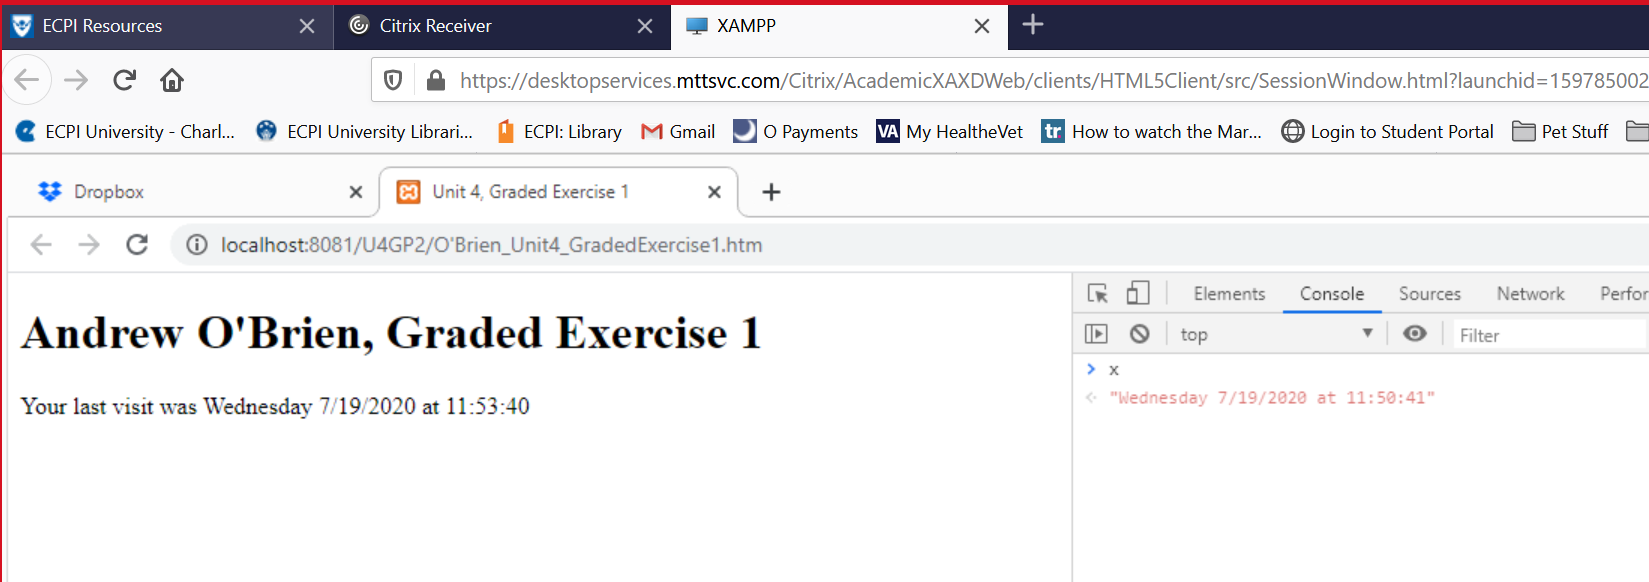 ECPI Resources
Citrix Receiver
XAMPP
https://desktopservices.mttsvc.com/Citrix/AcademicXAXDWeb/clients/HTML5Client/src/SessionWindow.html?launchid=159785002
ECPI University - Charl...
ECPI University Librari...
ECPI: Library
Gmail
O Payments
VA My HealtheVet
tr. How to watch the Mar...
Login to Student Portal
Pet Stuff
Dropbox
Unit 4, Graded Exercise 1
localhost:8081/U4GP2/O'Brien_Unit4_GradedExercise1.htm
Elements
Console
Sources
Network
Perfor
top
Filter
Andrew O'Brien, Graded Exercise 1
Your last visit was Wednesday 7/19/2020 at 11:53:40
x
"Wednesday 7/19/2020 at 11:50:41"